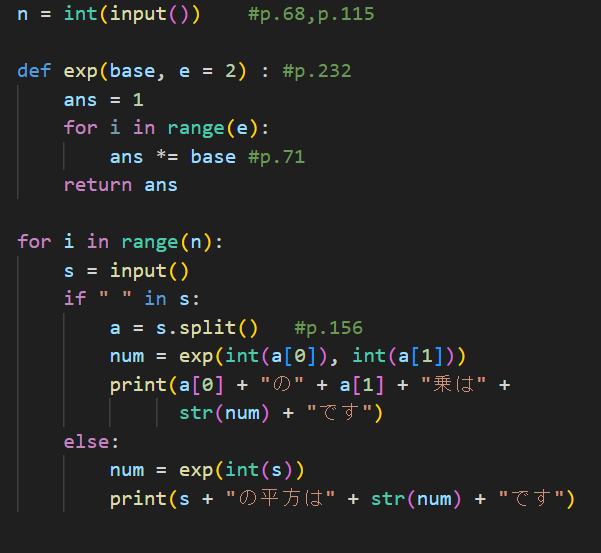 n = int(input())    #p.68,p.115

def exp(base, e = 2) : #p.232
    ans = 1
    for i in range(e):
        ans *= base #p.71
    return ans

for i in range(n):
    s = input()
    if " " in s:
        a = s.split()   #p.156
        num = exp(int(a[0]), int(a[1]))
        print(a[0] + "の" + a[1] + "乗は" +
              str(num) + "です")
    else:
        num = exp(int(s))
        print(s + "の平方は" + str(num) + "です")